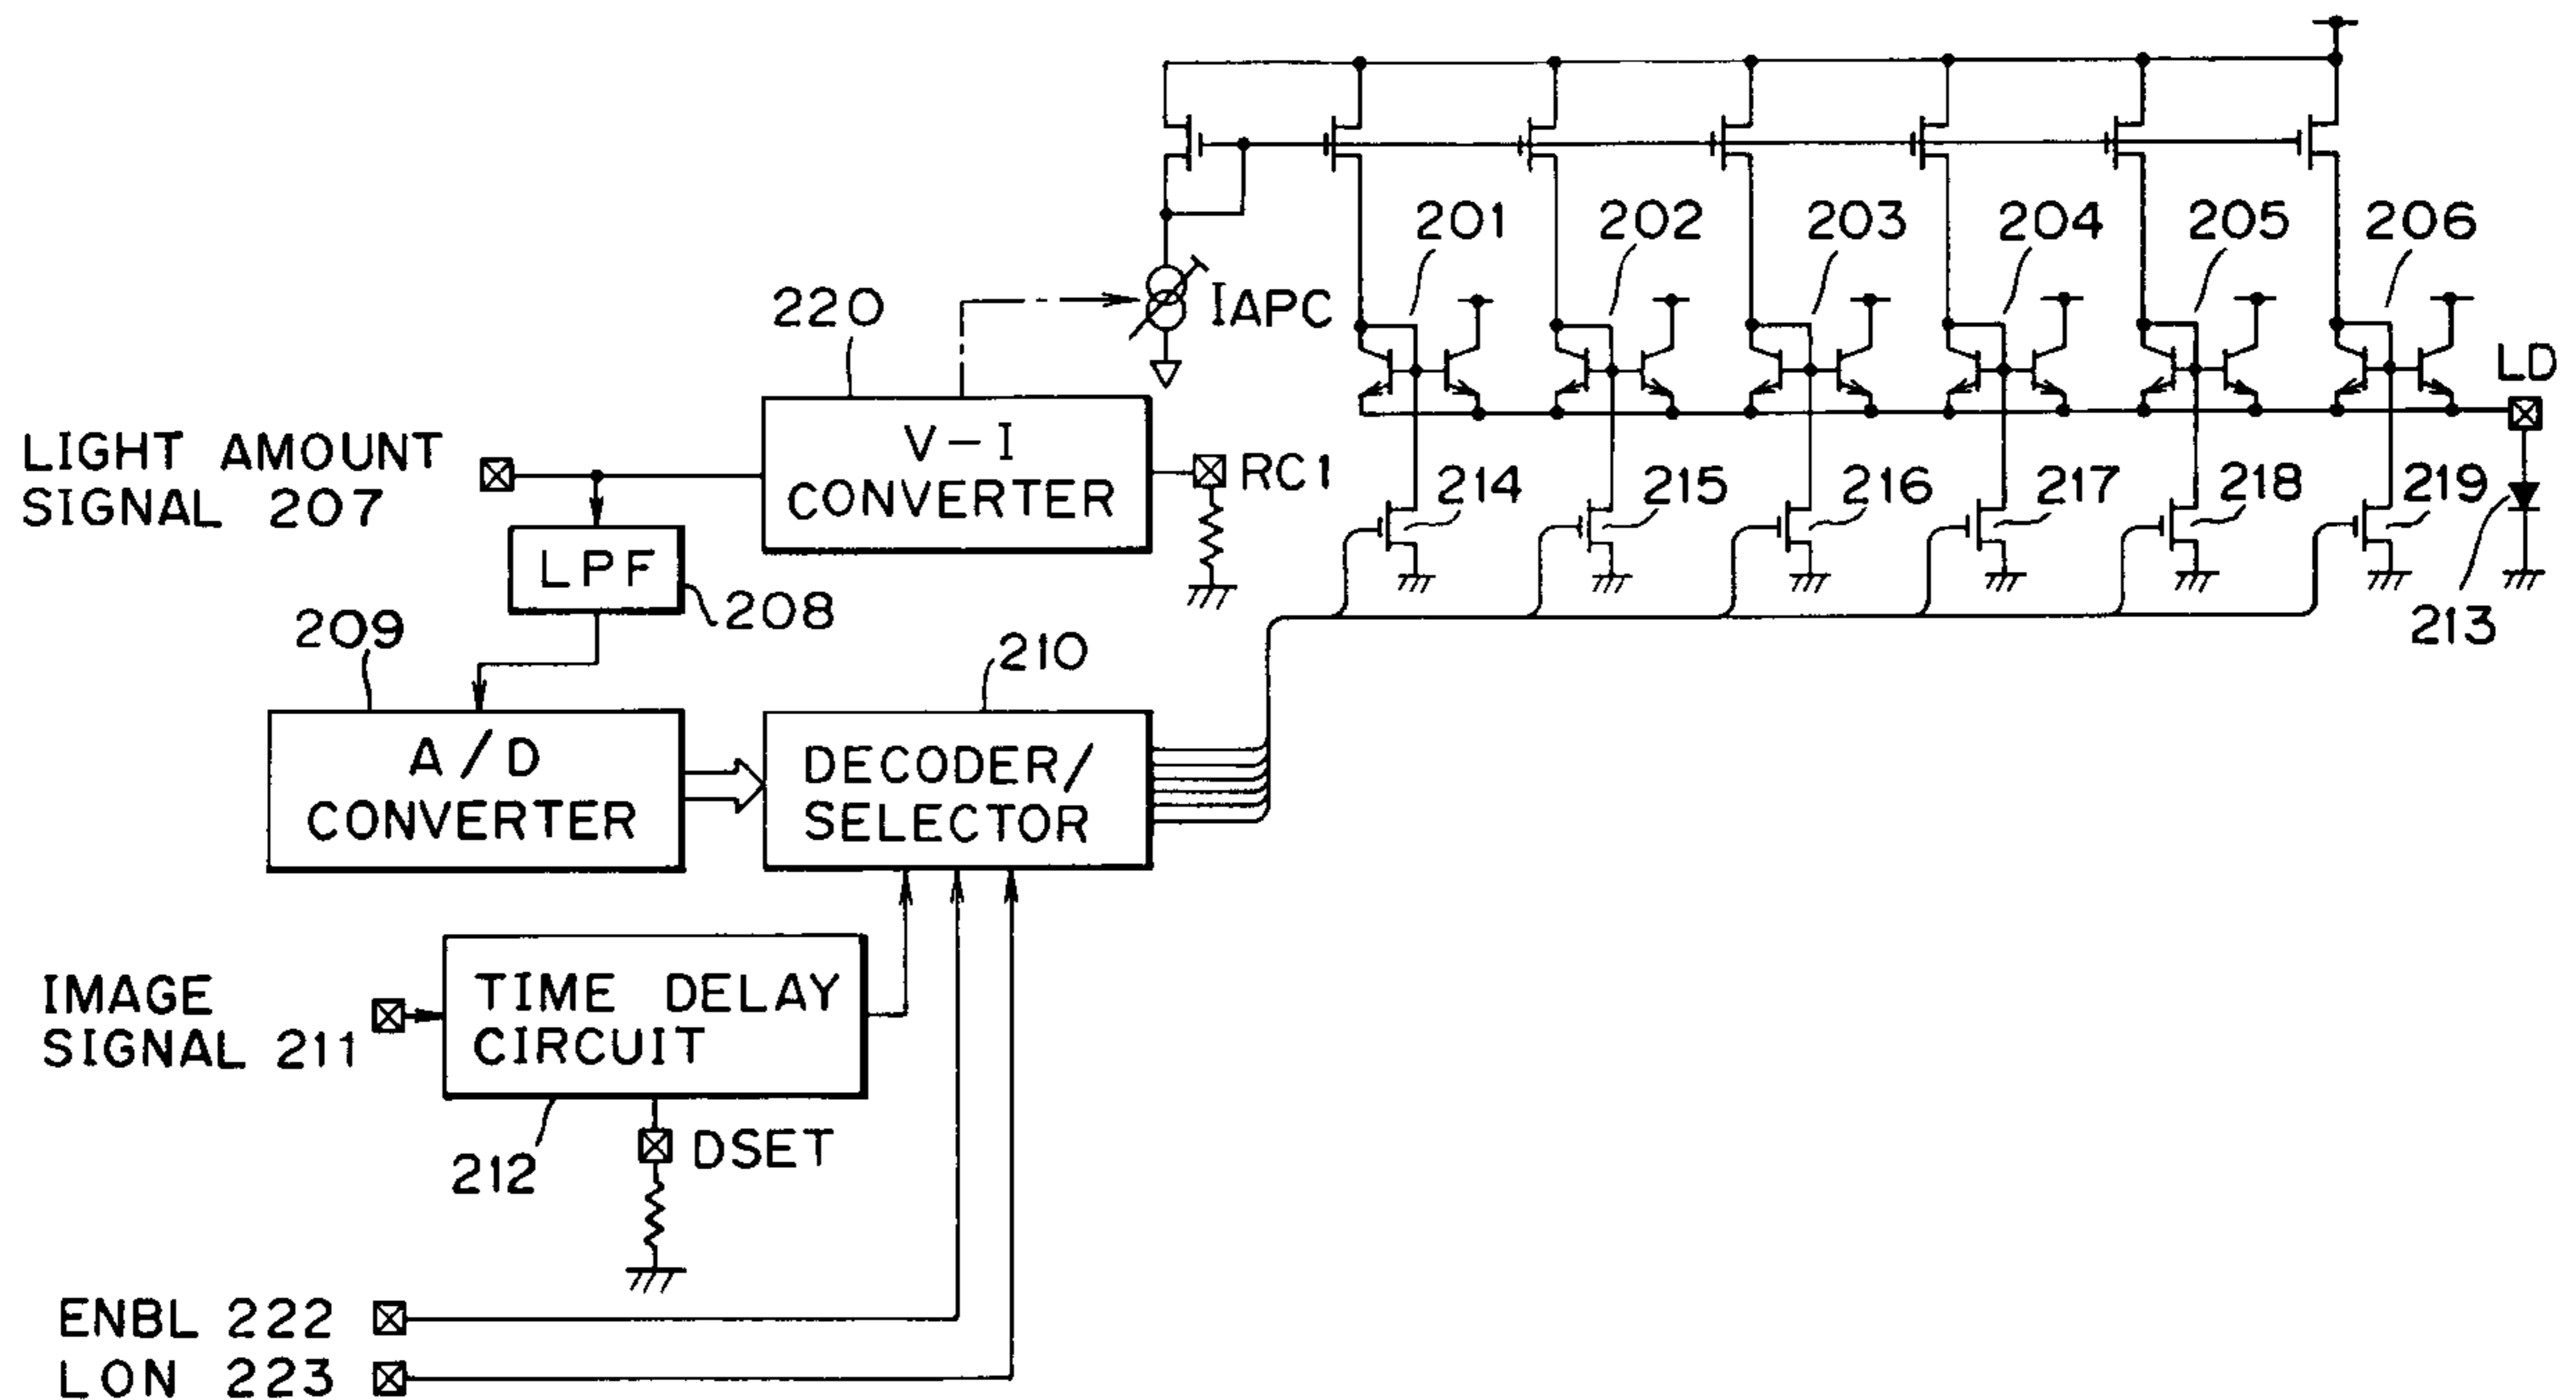 201
202
203
204
205
206
220
IAPC
LD
LIGHT AMOUNT
SIGNAL 207
V-I
CONVERTER
RC1
214
215
216
217
218
219
LPF
208
213
209
210
A/D
CONVERTER
DECODER/
SELECTOR
IMAGE
SIGNAL 211
TIME DELAY
CIRCUIT
212
DSET
ENBL 222
LON 223